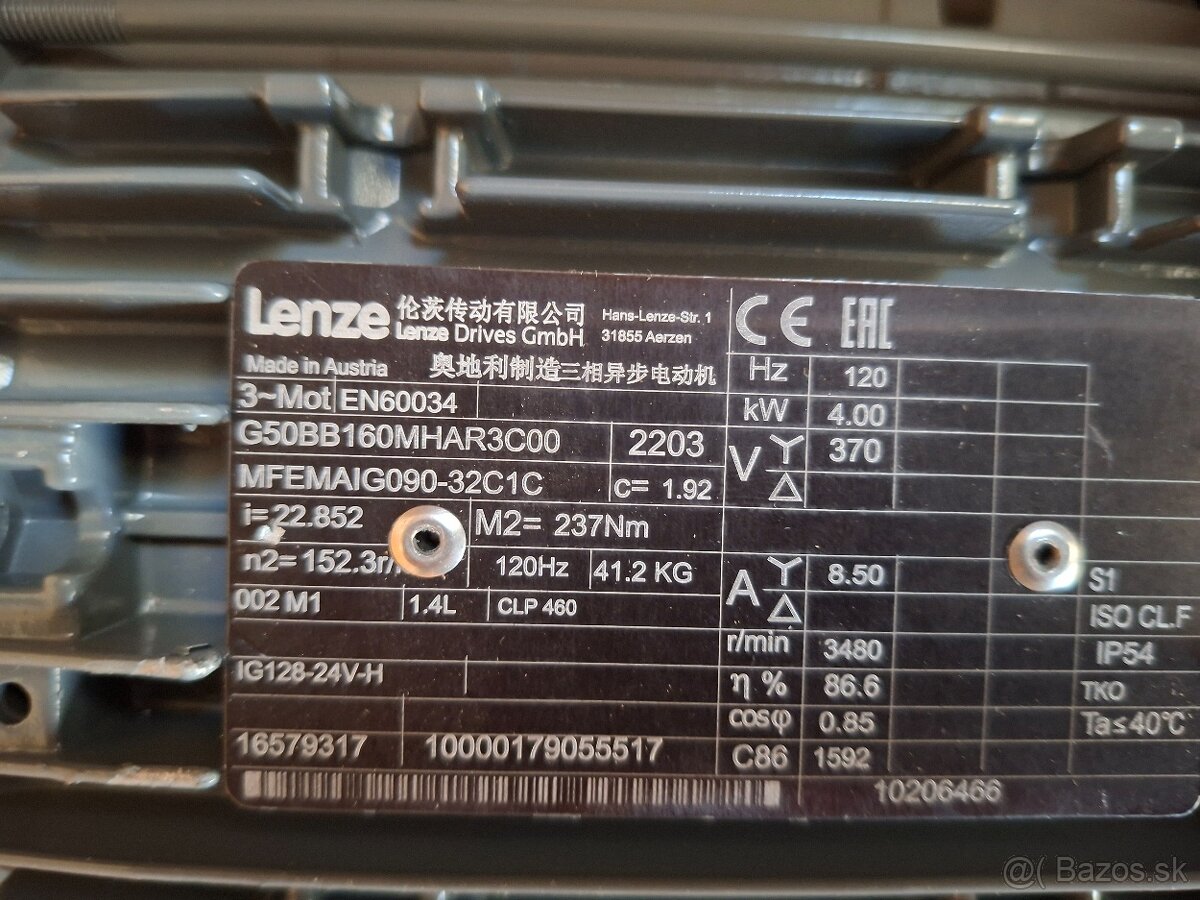 Lenze 伦茨传动有限公司 Hans-Lenze-Str. 1
Lenze Drives GmbH 31855 Aerzen
CE EAC
Made in Austria 奥地利制造三相异步电动机
Hz 120
3~Mot EN60034
kW 4.00
G50BB160MHAR3C00 2203
V Y 370
Δ
MFEMAIG090-32C1C c= 1.92
i= 22.852 M2= 237Nm
n2= 152.3r/ 120Hz 41.2 KG
A Y 8.50 S1
Δ ISO CL.F
002 M1 1.4L CLP 460
r/min 3480 IP54
IG128-24V-H
η % 86.6 TKO
cosφ 0.85 Ta≤40°C
16579317 10000179055517
C86 1592
10206466
@( Bazos.sk